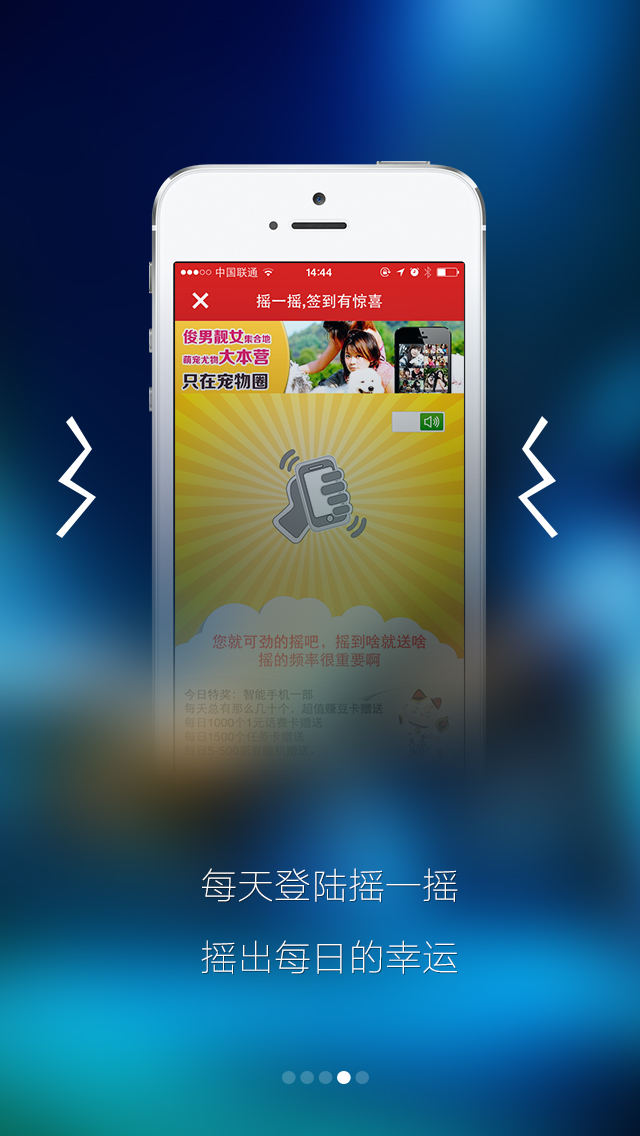 中国联通
14:44
摇一摇,签到有惊喜
俊男靓女集合地
萌宠尤物大本营
只在宠物圈
您就可劲的摇吧，摇到啥就送啥
摇的频率很重要啊
今日特奖：智能手机一部
每天总有那么几十个，超值赚豆卡赠送
每日1000个1元话费卡赠送
每日1500个任务卡赠送
每天登陆摇一摇
摇出每日的幸运